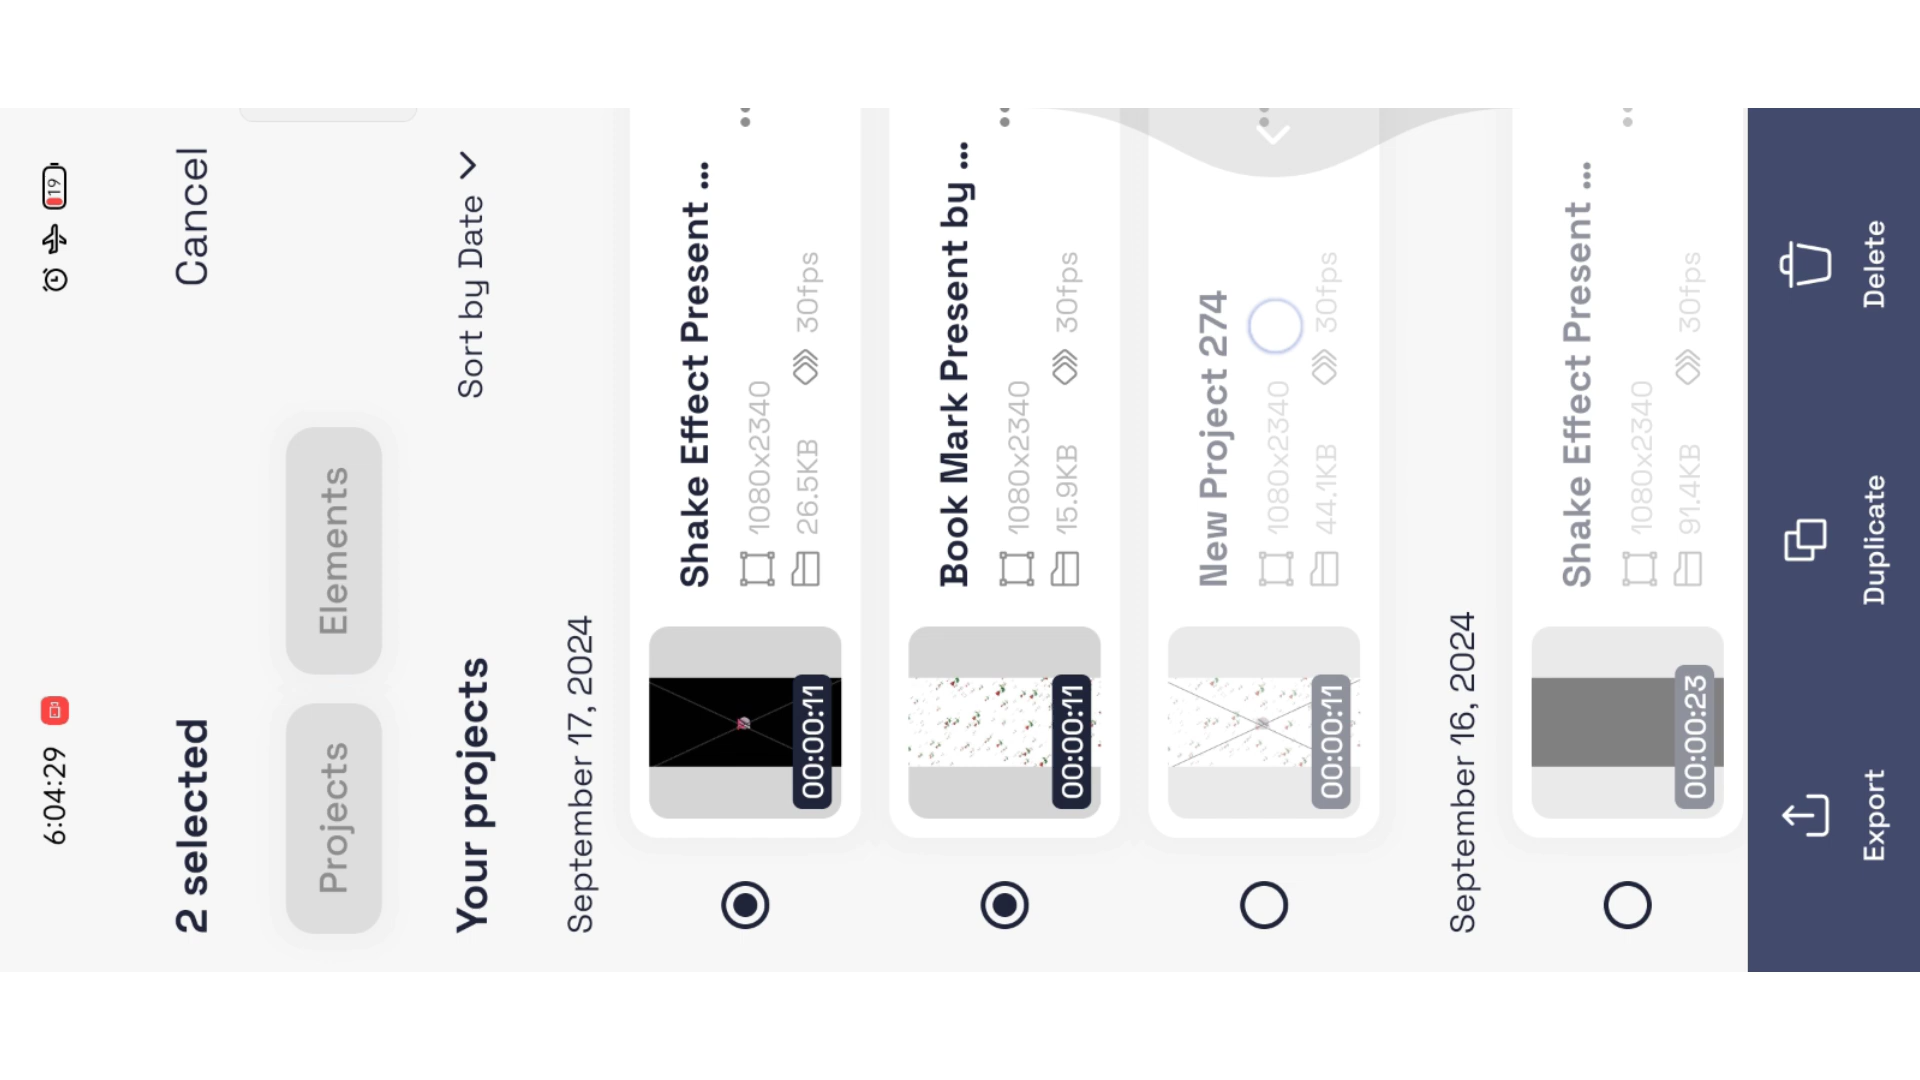 6:04:29
19
2 selected
Cancel
Projects
Elements
Your projects
Sort by Date
September 17, 2024
Shake Effect Present ...
1080x2340
26.5KB
30fps
00:00:11
Book Mark Present by ...
1080x2340
15.9KB
30fps
00:00:11
New Project 274
1080x2340
44.1KB
30fps
00:00:11
September 16, 2024
Shake Effect Present ...
1080x2340
91.4KB
30fps
00:00:23
Export
Duplicate
Delete